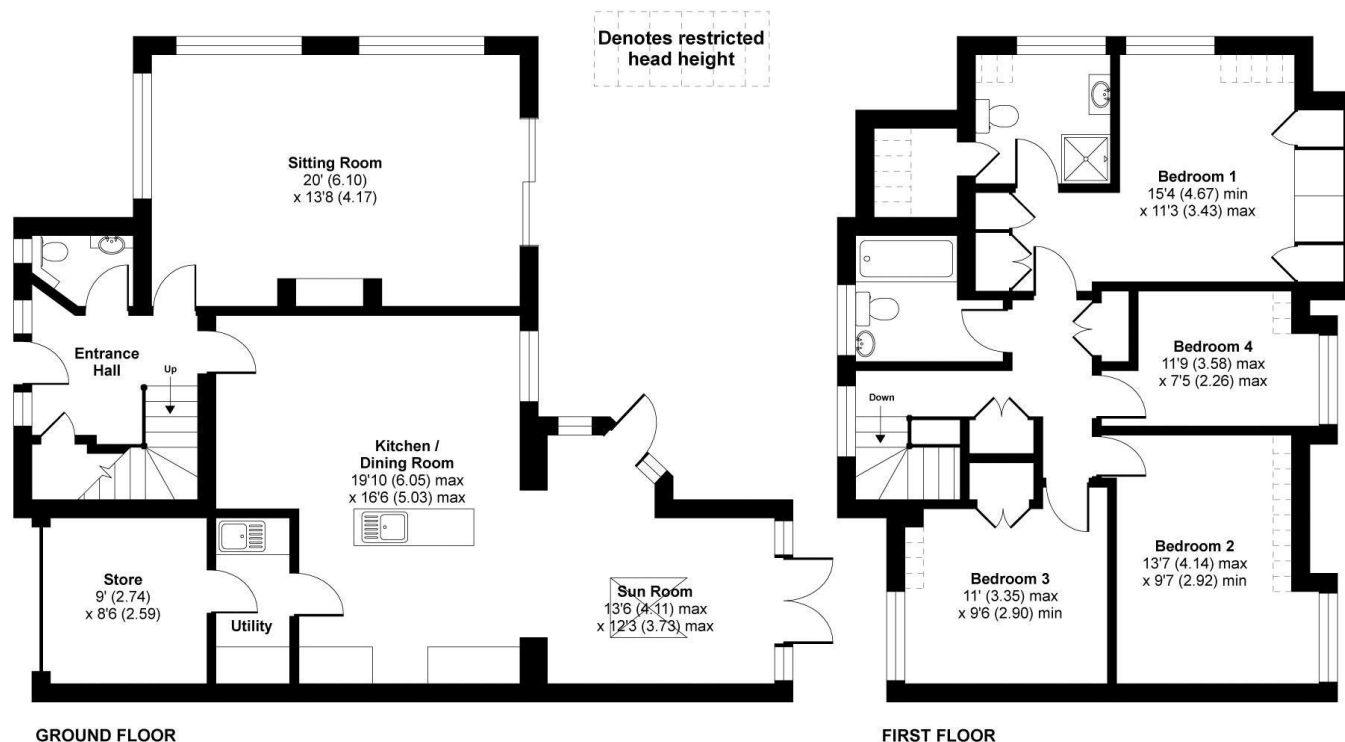 Denotes restricted
head height
Sitting Room
20' (6.10)
x 13'8 (4.17)
Entrance
Hall
Up
Kitchen /
Dining Room
19'10 (6.05) max
x 16'6 (5.03) max
Store
9' (2.74)
x 8'6 (2.59)
Utility
Sun Room
13'6 (4.11) max
x 12'3 (3.73) max
GROUND FLOOR
Bedroom 1
15'4 (4.67) min
x 11'3 (3.43) max
Bedroom 4
11'9 (3.58) max
x 7'5 (2.26) max
Down
Bedroom 2
13'7 (4.14) max
x 9'7 (2.92) min
Bedroom 3
11' (3.35) max
x 9'6 (2.90) min
FIRST FLOOR